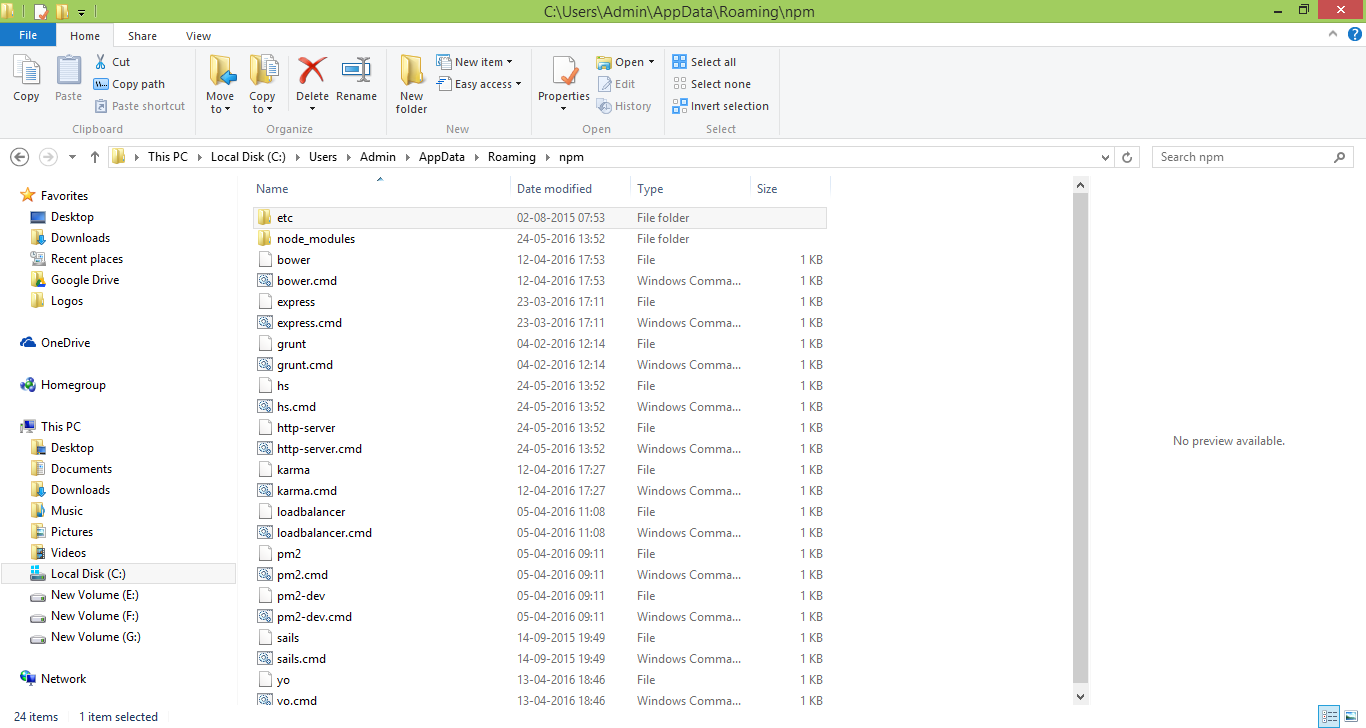 C:\Users\Admin\AppData\Roaming\npm
File Home Share View
Copy
Paste
Cut
Copy path
Paste shortcut
Clipboard
Move to
Copy to
Delete
Rename
Organize
New folder
New item
Easy access
New
Properties
Open
Edit
History
Open
Select all
Select none
Invert selection
Select
This PC Local Disk (C:) Users Admin AppData Roaming npm
Search npm
Favorites
Desktop
Downloads
Recent places
Google Drive
Logos
OneDrive
Homegroup
This PC
Desktop
Documents
Downloads
Music
Pictures
Videos
Local Disk (C:)
New Volume (E:)
New Volume (F:)
New Volume (G:)
Network
Name Date modified Type Size
etc 02-08-2015 07:53 File folder
node_modules 24-05-2016 13:52 File folder
bower 12-04-2016 17:53 File 1 KB
bower.cmd 12-04-2016 17:53 Windows Comma... 1 KB
express 23-03-2016 17:11 File 1 KB
express.cmd 23-03-2016 17:11 Windows Comma... 1 KB
grunt 04-02-2016 12:14 File 1 KB
grunt.cmd 04-02-2016 12:14 Windows Comma... 1 KB
hs 24-05-2016 13:52 File 1 KB
hs.cmd 24-05-2016 13:52 Windows Comma... 1 KB
http-server 24-05-2016 13:52 File 1 KB
http-server.cmd 24-05-2016 13:52 Windows Comma... 1 KB
karma 12-04-2016 17:27 File 1 KB
karma.cmd 12-04-2016 17:27 Windows Comma... 1 KB
loadbalancer 05-04-2016 11:08 File 1 KB
loadbalancer.cmd 05-04-2016 11:08 Windows Comma... 1 KB
pm2 05-04-2016 09:11 File 1 KB
pm2.cmd 05-04-2016 09:11 Windows Comma... 1 KB
pm2-dev 05-04-2016 09:11 File 1 KB
pm2-dev.cmd 05-04-2016 09:11 Windows Comma... 1 KB
sails 14-09-2015 19:49 File 1 KB
sails.cmd 14-09-2015 19:49 Windows Comma... 1 KB
yo 13-04-2016 18:46 File 1 KB
yo.cmd 13-04-2016 18:46 Windows Comma... 1 KB
No preview available.
24 items 1 item selected